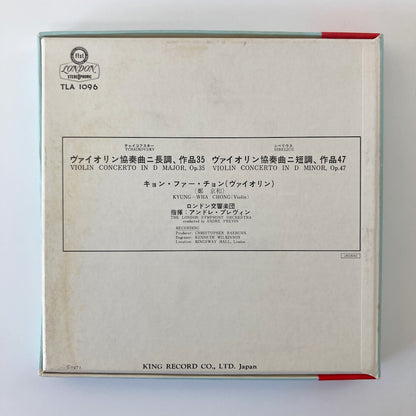 ffss
LONDON
STEREOPHONIC
TLA 1096
チャイコフスキー
TCHAIKOVSKY
シベリウス
SIBELIUS
ヴァイオリン協奏曲ニ長調、作品35 ヴァイオリン協奏曲ニ短調、作品47
VIOLIN CONCERTO IN D MAJOR, Op.35 VIOLIN CONCERTO IN D MINOR, Op.47
キョン・ファー・チョン(ヴァイオリン)
(鄭 京和)
KYUNG-WHA CHONG (Violin)
ロンドン交響楽団
指揮:アンドレ・プレヴィン
THE LONDON SYMPHONY ORCHESTRA
conducted by ANDRÉ PREVIN
RECORDING
Producer: CHRISTOPHER RAEBURN
Engineer: KENNETH WILKINSON
Location: KINGSWAY HALL, London
KING RECORD CO., LTD. Japan